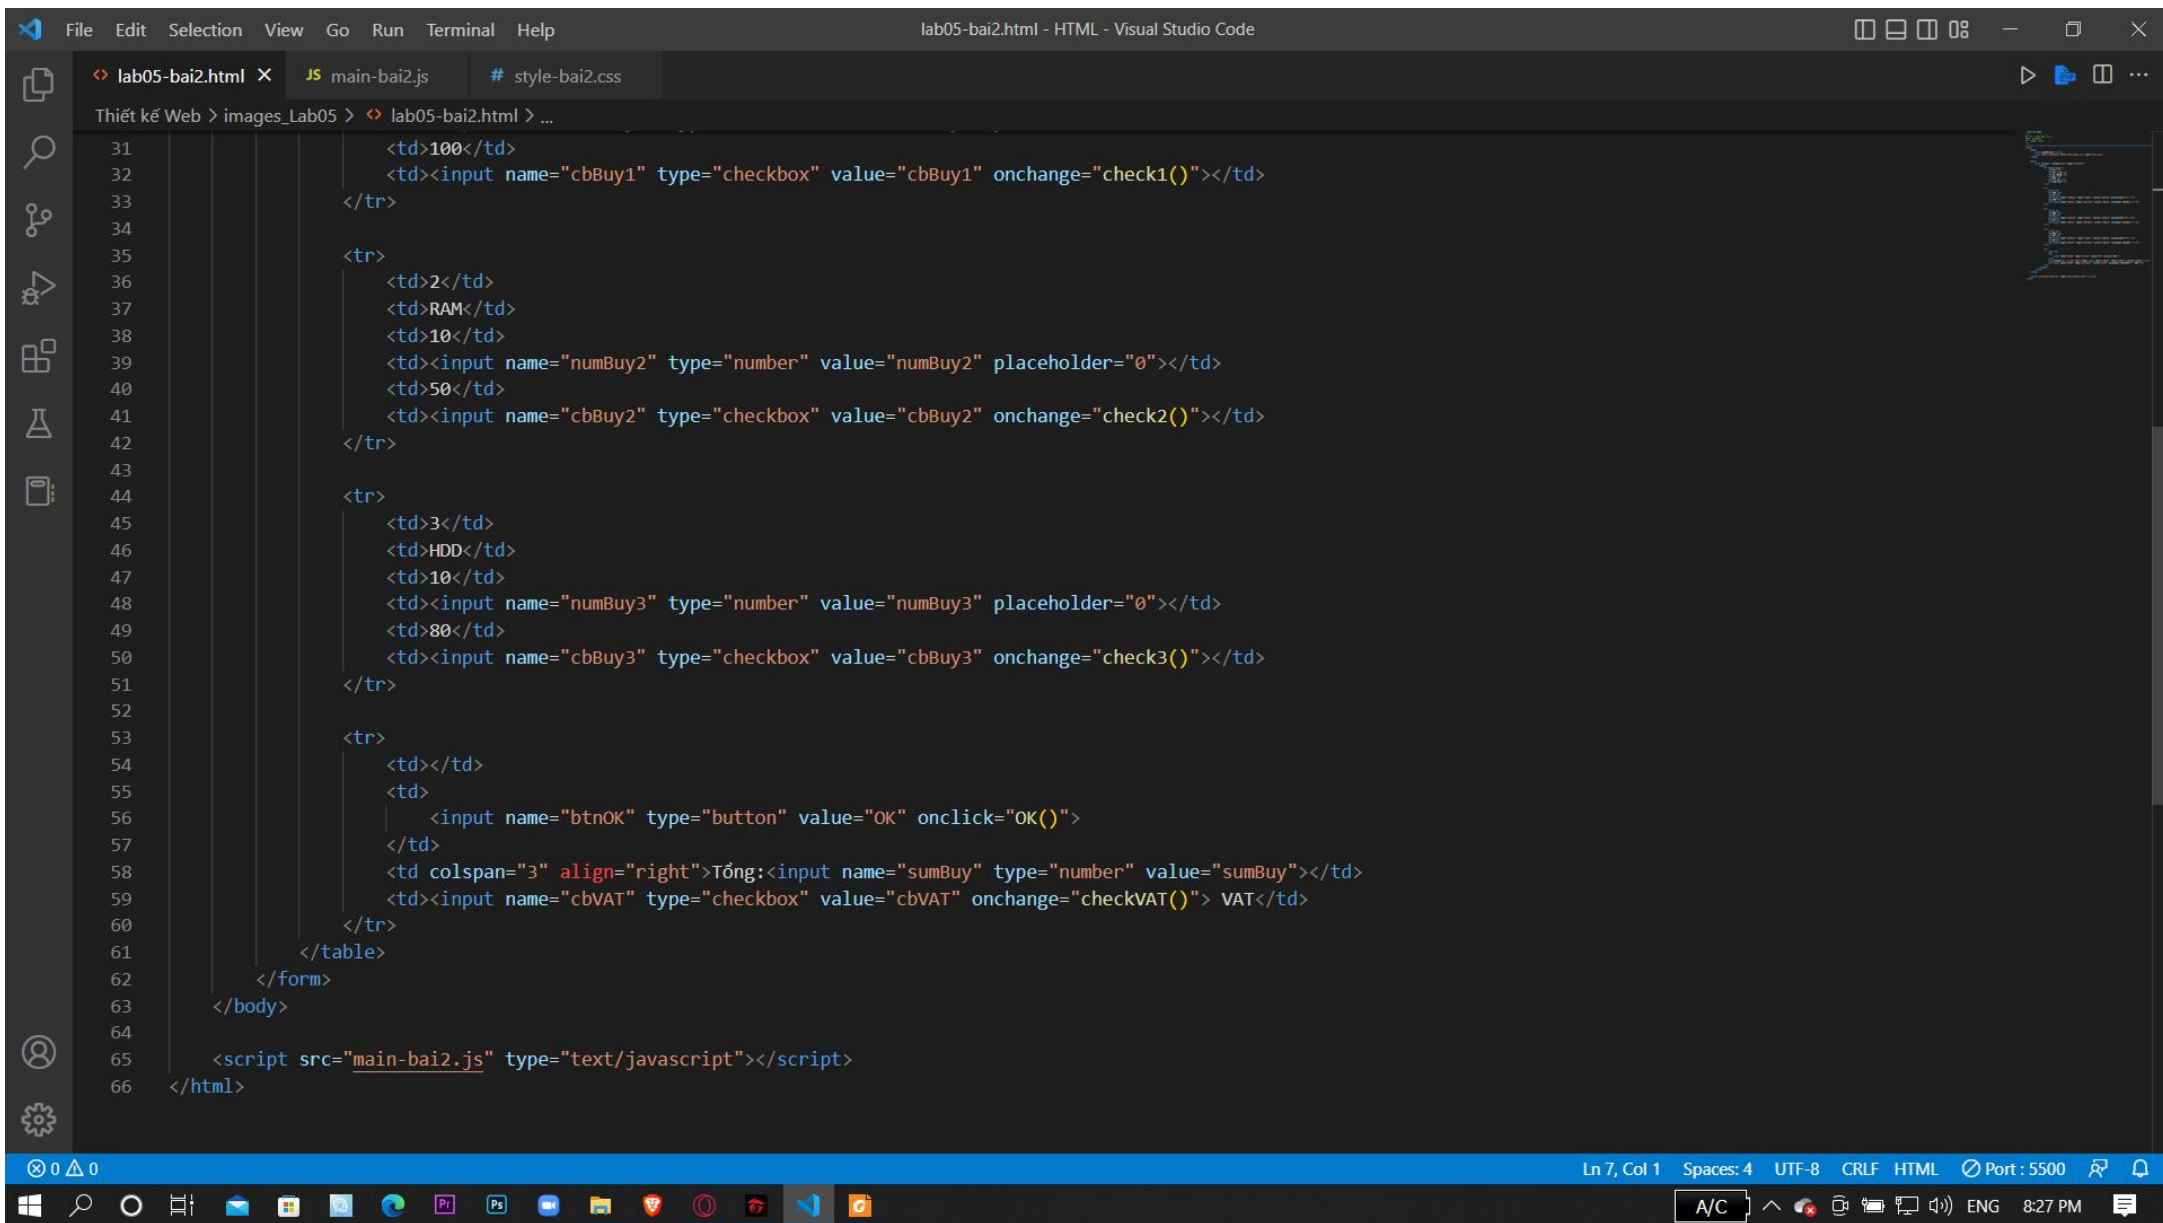 File Edit Selection View Go Run Terminal Help
lab05-bai2.html - HTML - Visual Studio Code
lab05-bai2.html JS main-bai2.js # style-bai2.css
Thiết kế Web > images_Lab05 > lab05-bai2.html > ...
31 <td>100</td>
32 <td><input name="cbBuy1" type="checkbox" value="cbBuy1" onchange="check1()"></td>
33 </tr>
34
35 <tr>
36 <td>2</td>
37 <td>RAM</td>
38 <td>10</td>
39 <td><input name="numBuy2" type="number" value="numBuy2" placeholder="0"></td>
40 <td>50</td>
41 <td><input name="cbBuy2" type="checkbox" value="cbBuy2" onchange="check2()"></td>
42 </tr>
43
44 <tr>
45 <td>3</td>
46 <td>HDD</td>
47 <td>10</td>
48 <td><input name="numBuy3" type="number" value="numBuy3" placeholder="0"></td>
49 <td>80</td>
50 <td><input name="cbBuy3" type="checkbox" value="cbBuy3" onchange="check3()"></td>
51 </tr>
52
53 <tr>
54 <td></td>
55 <td>
56 <input name="btnOK" type="button" value="OK" onclick="OK()">
57 </td>
58 <td colspan="3" align="right">Tổng:<input name="sumBuy" type="number" value="sumBuy"></td>
59 <td><input name="cbVAT" type="checkbox" value="cbVAT" onchange="checkVAT()"> VAT</td>
60 </tr>
61 </table>
62 </form>
63 </body>
64
65 <script src="main-bai2.js" type="text/javascript"></script>
66 </html>
0 0 Ln 7, Col 1 Spaces: 4 UTF-8 CRLF HTML Port : 5500
Pr Ps A/C ENG 8:27 PM